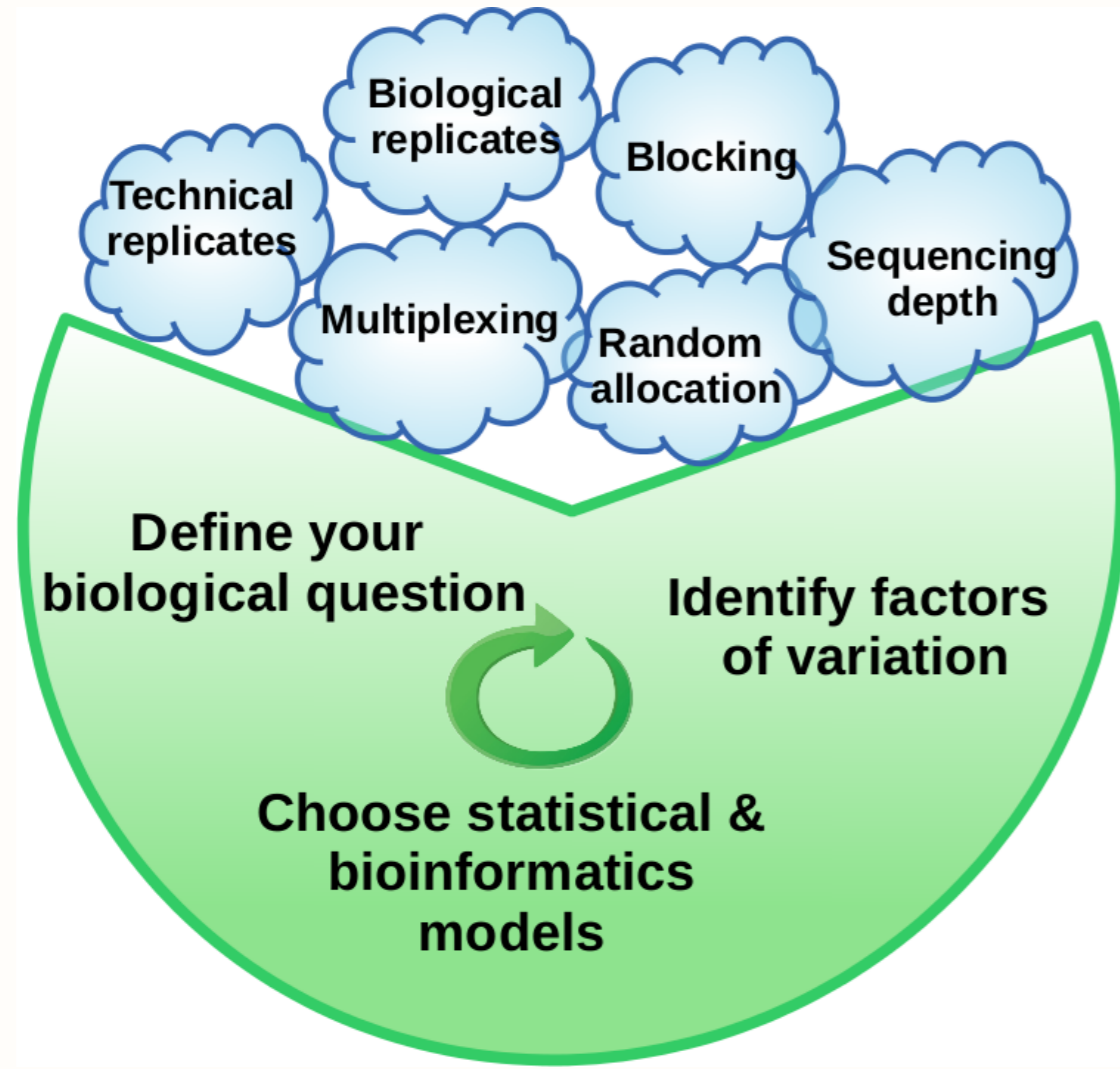 Biological
replicates
Blocking
Technical
replicates
Sequencing
depth
Multiplexing
Random
allocation
Define your
biological question
Identify factors
of variation
Choose statistical &
bioinformatics
models